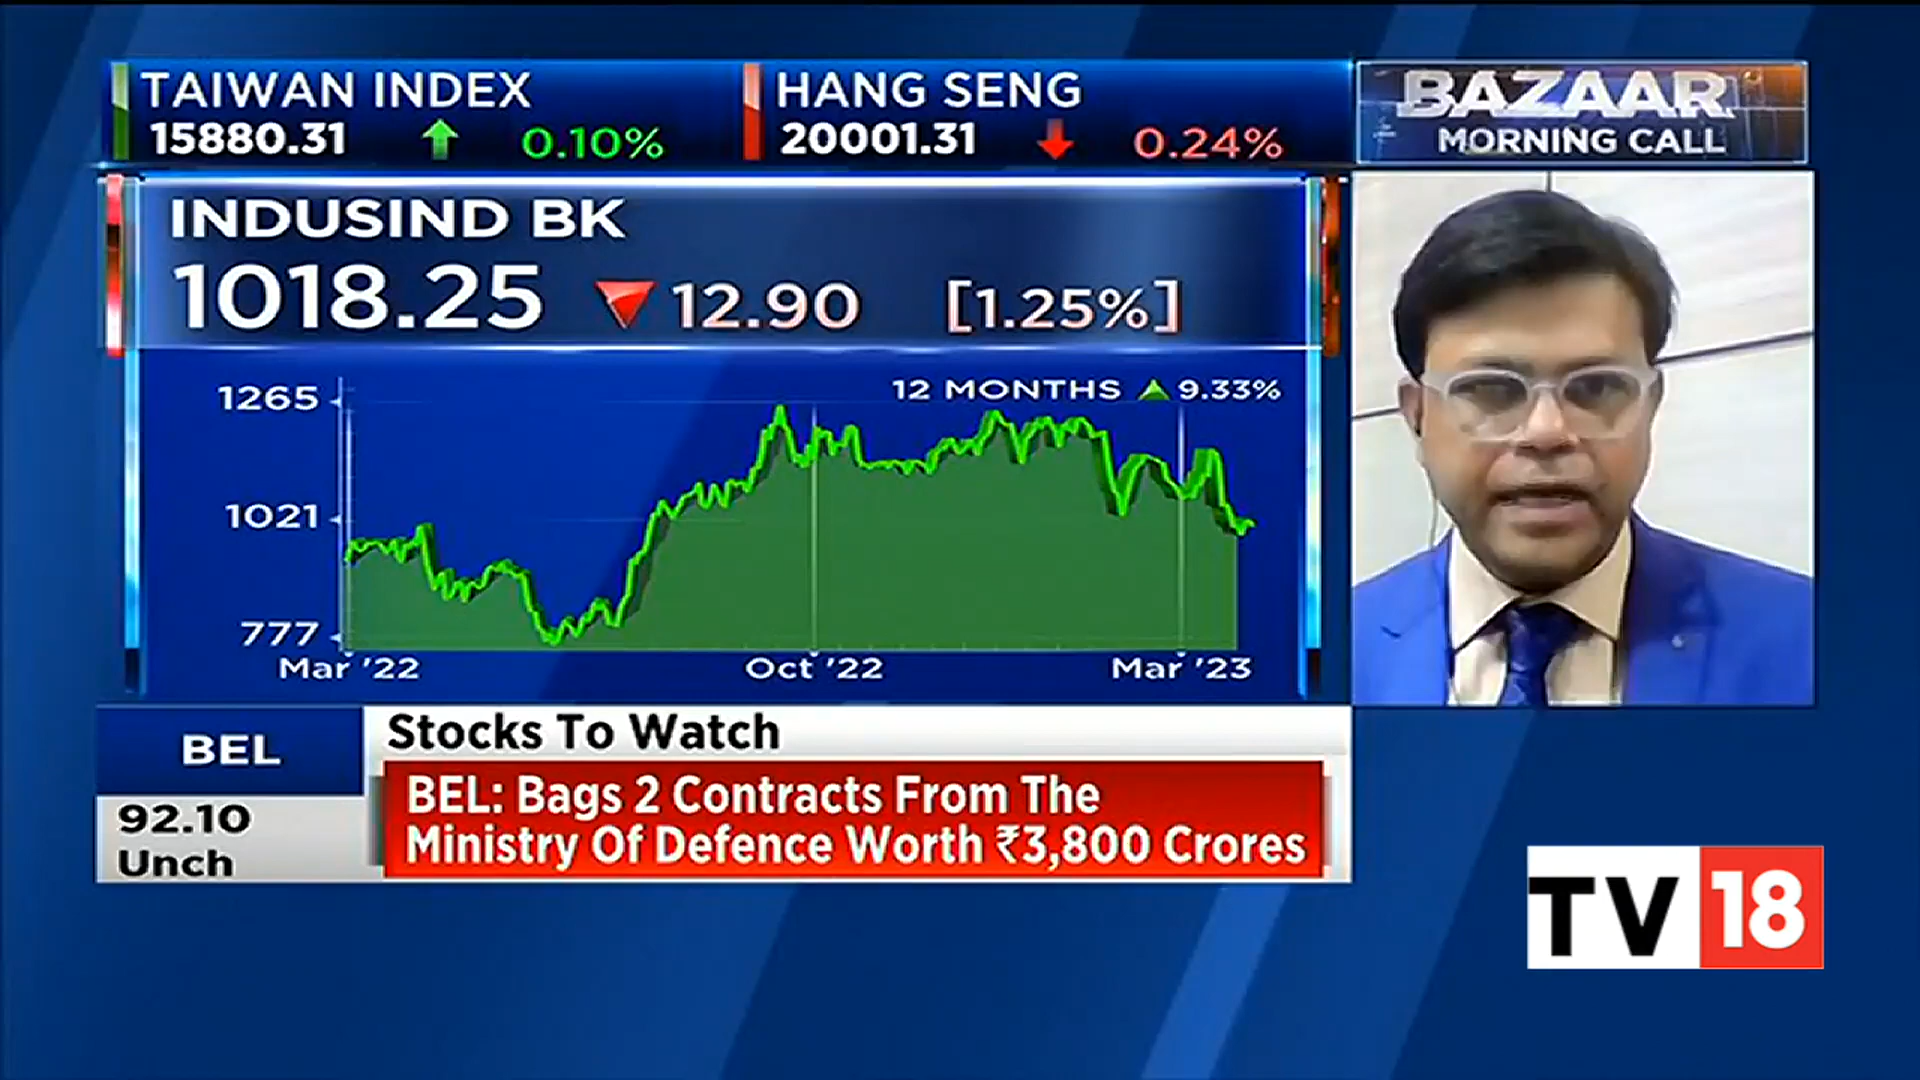 TAIWAN INDEX
15880.31 0.10%
HANG SENG
20001.31 0.24%
BAZAAR
MORNING CALL
INDUSIND BK
1018.25 12.90 [1.25%]
12 MONTHS 9.33%
1265
1021
777
Mar '22 Oct '22 Mar '23
BEL
92.10
Unch
Stocks To Watch
BEL: Bags 2 Contracts From The
Ministry Of Defence Worth ₹3,800 Crores
TV 18